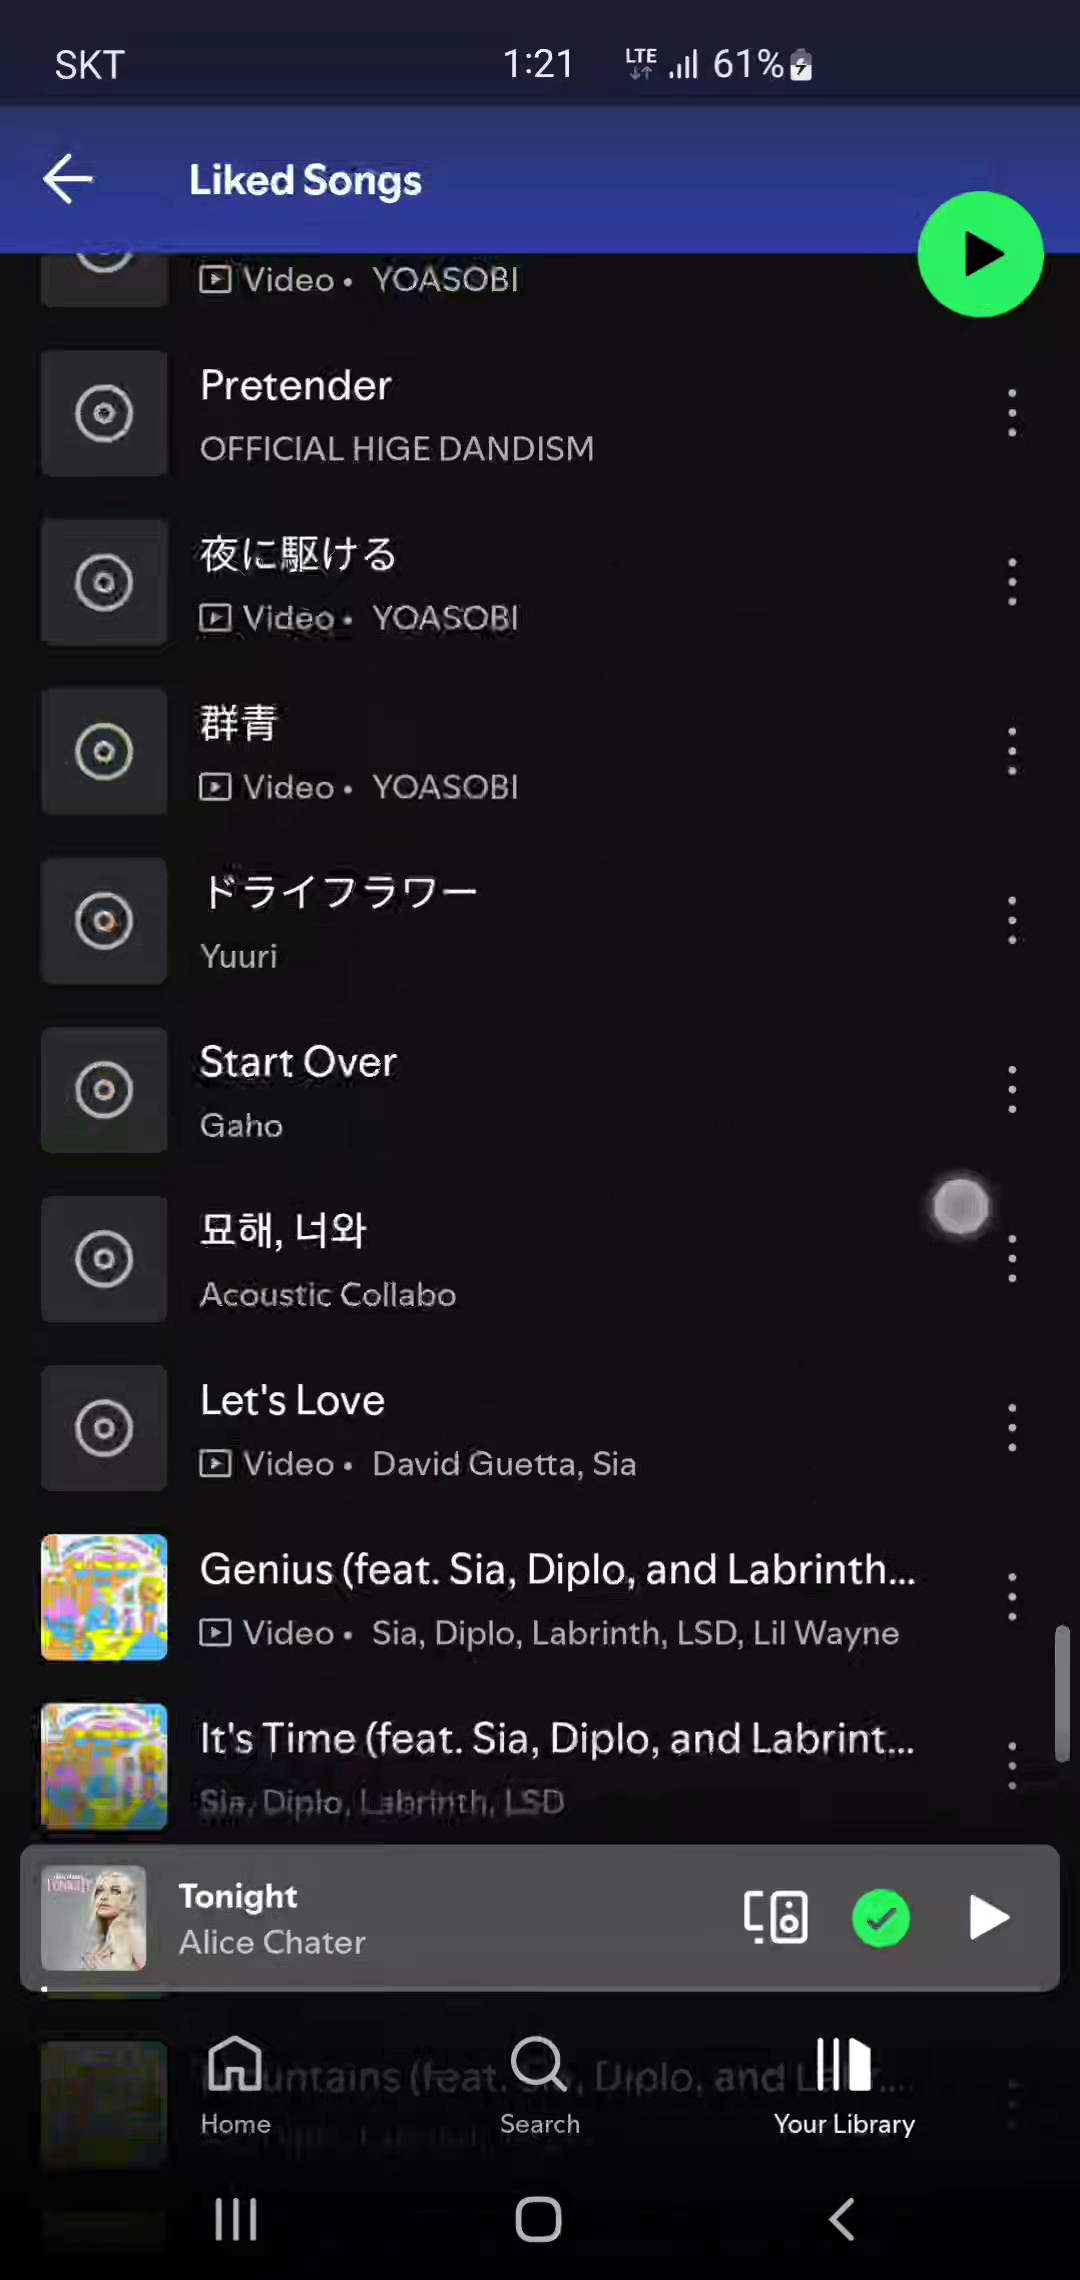 SKT
1:21
LTE 61%
Liked Songs
Video • YOASOBI
Pretender
OFFICIAL HIGE DANDISM
夜に駆ける
Video • YOASOBI
群青
Video • YOASOBI
ドライフラワー
Yuuri
Start Over
Gaho
묘해, 너와
Acoustic Collabo
Let's Love
Video • David Guetta, Sia
Genius (feat. Sia, Diplo, and Labrinth...
Video • Sia, Diplo, Labrinth, LSD, Lil Wayne
It's Time (feat. Sia, Diplo, and Labrint...
Sia, Diplo, Labrinth, LSD
TONIGHT
Tonight
Alice Chater
(feat. Diplo, and
Home
Search
Your Library